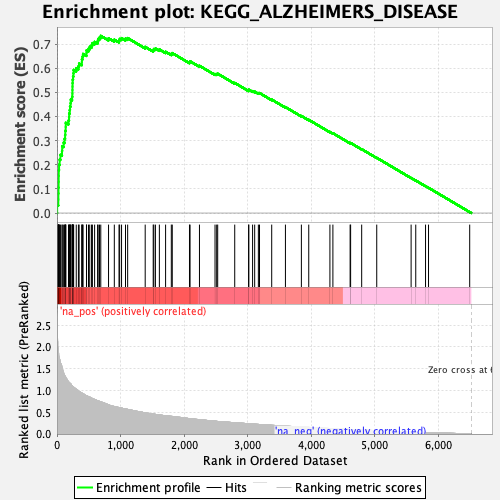 Enrichment plot: KEGG_ALZHEIMERS_DISEASE
Enrichment score (ES)
0.7
0.6
0.5
0.4
0.3
0.2
0.1
0.0
'na_pos' (positively correlated)
Ranked list metric (PreRanked)
2.5
2.0
1.5
1.0
0.5
0.0
Zero cross at
'na_neg' (negatively correlated)
0 1,000 2,000 3,000 4,000 5,000 6,000
Rank in Ordered Dataset
Enrichment profile Hits Ranking metric scores